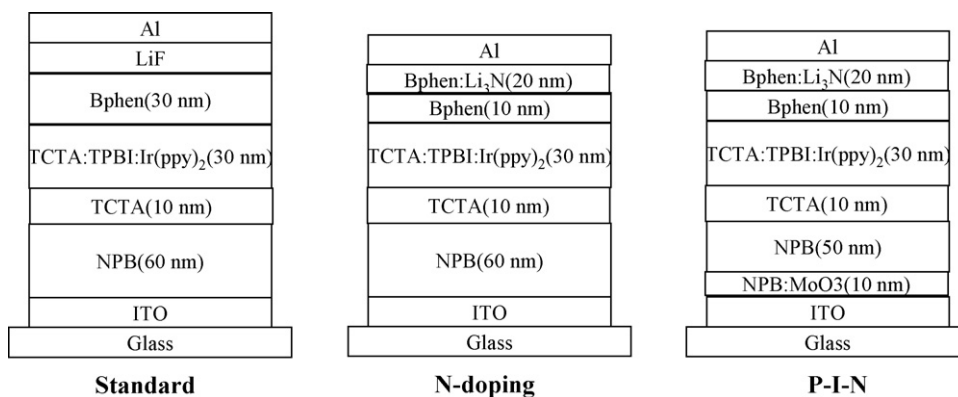 Al
LiF
Bphen(30 nm)
TCTA:TPBI:Ir(ppy)₂(30 nm)
TCTA(10 nm)
NPB(60 nm)
ITO
Glass
Standard
Al
Bphen:Li₃N(20 nm)
Bphen(10 nm)
TCTA:TPBI:Ir(ppy)₂(30 nm)
TCTA(10 nm)
NPB(60 nm)
ITO
Glass
N-doping
Al
Bphen:Li₃N(20 nm)
Bphen(10 nm)
TCTA:TPBI:Ir(ppy)₂(30 nm)
TCTA(10 nm)
NPB(50 nm)
NPB:MoO3(10 nm)
ITO
Glass
P-I-N